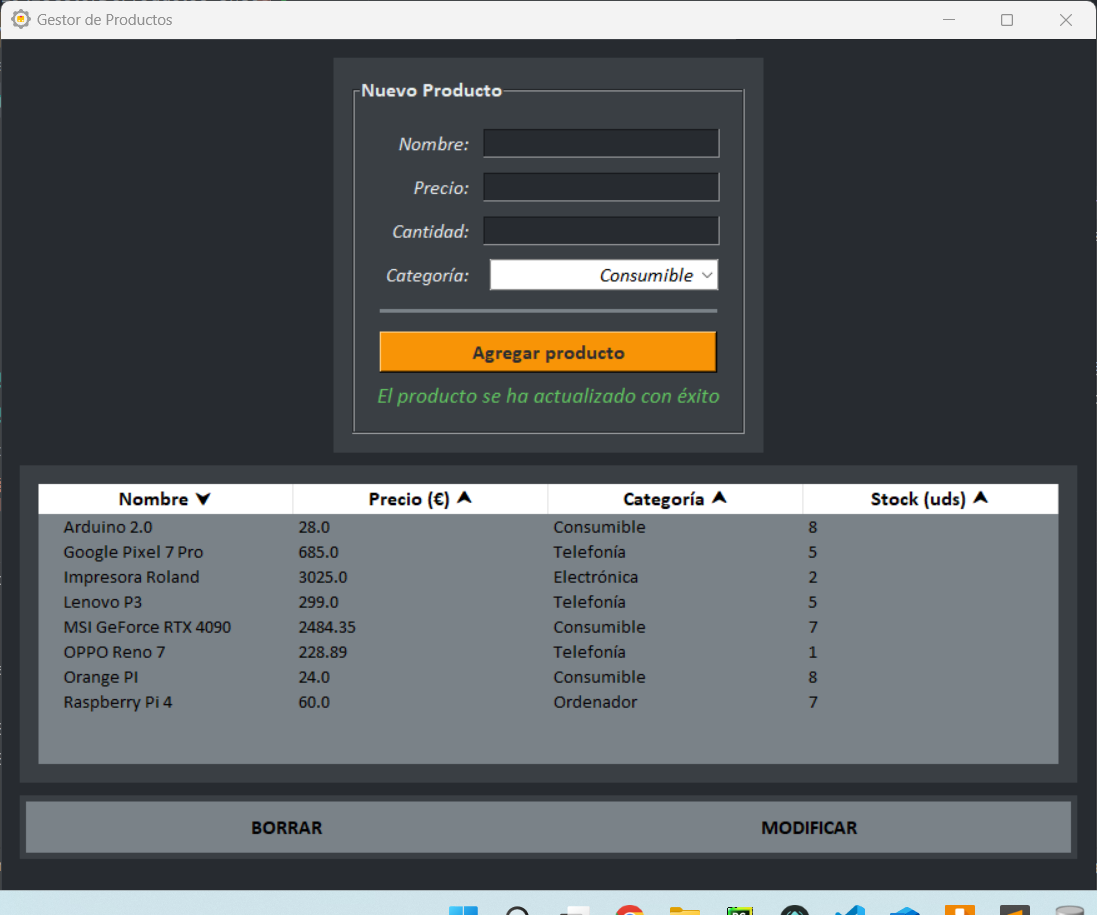 Gestor de Productos
Nuevo Producto
Nombre:
Precio:
Cantidad:
Categoría: Consumible
Agregar producto
El producto se ha actualizado con éxito
Nombre ⮟ Precio (€) ⮝ Categoría ⮝ Stock (uds) ⮝
Arduino 2.0 28.0 Consumible 8
Google Pixel 7 Pro 685.0 Telefonía 5
Impresora Roland 3025.0 Electrónica 2
Lenovo P3 299.0 Telefonía 5
MSI GeForce RTX 4090 2484.35 Consumible 7
OPPO Reno 7 228.89 Telefonía 1
Orange PI 24.0 Consumible 8
Raspberry Pi 4 60.0 Ordenador 7
BORRAR MODIFICAR